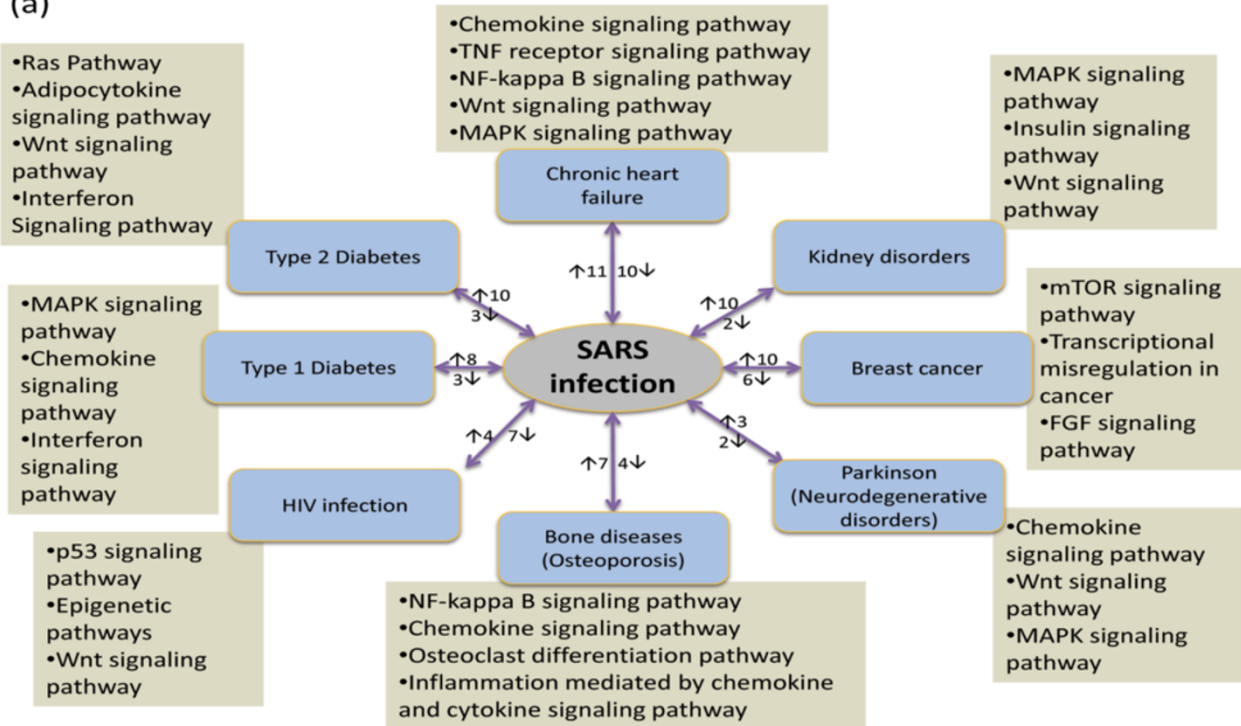 (a)
•Chemokine signaling pathway
•TNF receptor signaling pathway
•NF-kappa B signaling pathway
•Wnt signaling pathway
•MAPK signaling pathway
Chronic heart
failure
•Ras Pathway
•Adipocytokine
signaling pathway
•Wnt signaling
pathway
•Interferon
Signaling pathway
Type 2 Diabetes
•MAPK signaling
pathway
•Insulin signaling
pathway
•Wnt signaling
pathway
Kidney disorders
↑11 10↓
↑10
3↓
↑10
2↓
•MAPK signaling
pathway
•Chemokine
signaling
pathway
•Interferon
signaling
pathway
Type 1 Diabetes
↑8
3↓
SARS
infection
↑10
6↓
Breast cancer
•mTOR signaling
pathway
•Transcriptional
misregulation in
cancer
•FGF signaling
pathway
↑4 7↓
↑7 4↓
↑3
2↓
HIV infection
•p53 signaling
pathway
•Epigenetic
pathways
•Wnt signaling
pathway
Bone diseases
(Osteoporosis)
•NF-kappa B signaling pathway
•Chemokine signaling pathway
•Osteoclast differentiation pathway
•Inflammation mediated by chemokine
and cytokine signaling pathway
Parkinson
(Neurodegenerative
disorders)
•Chemokine
signaling pathway
•Wnt signaling
pathway
•MAPK signaling
pathway